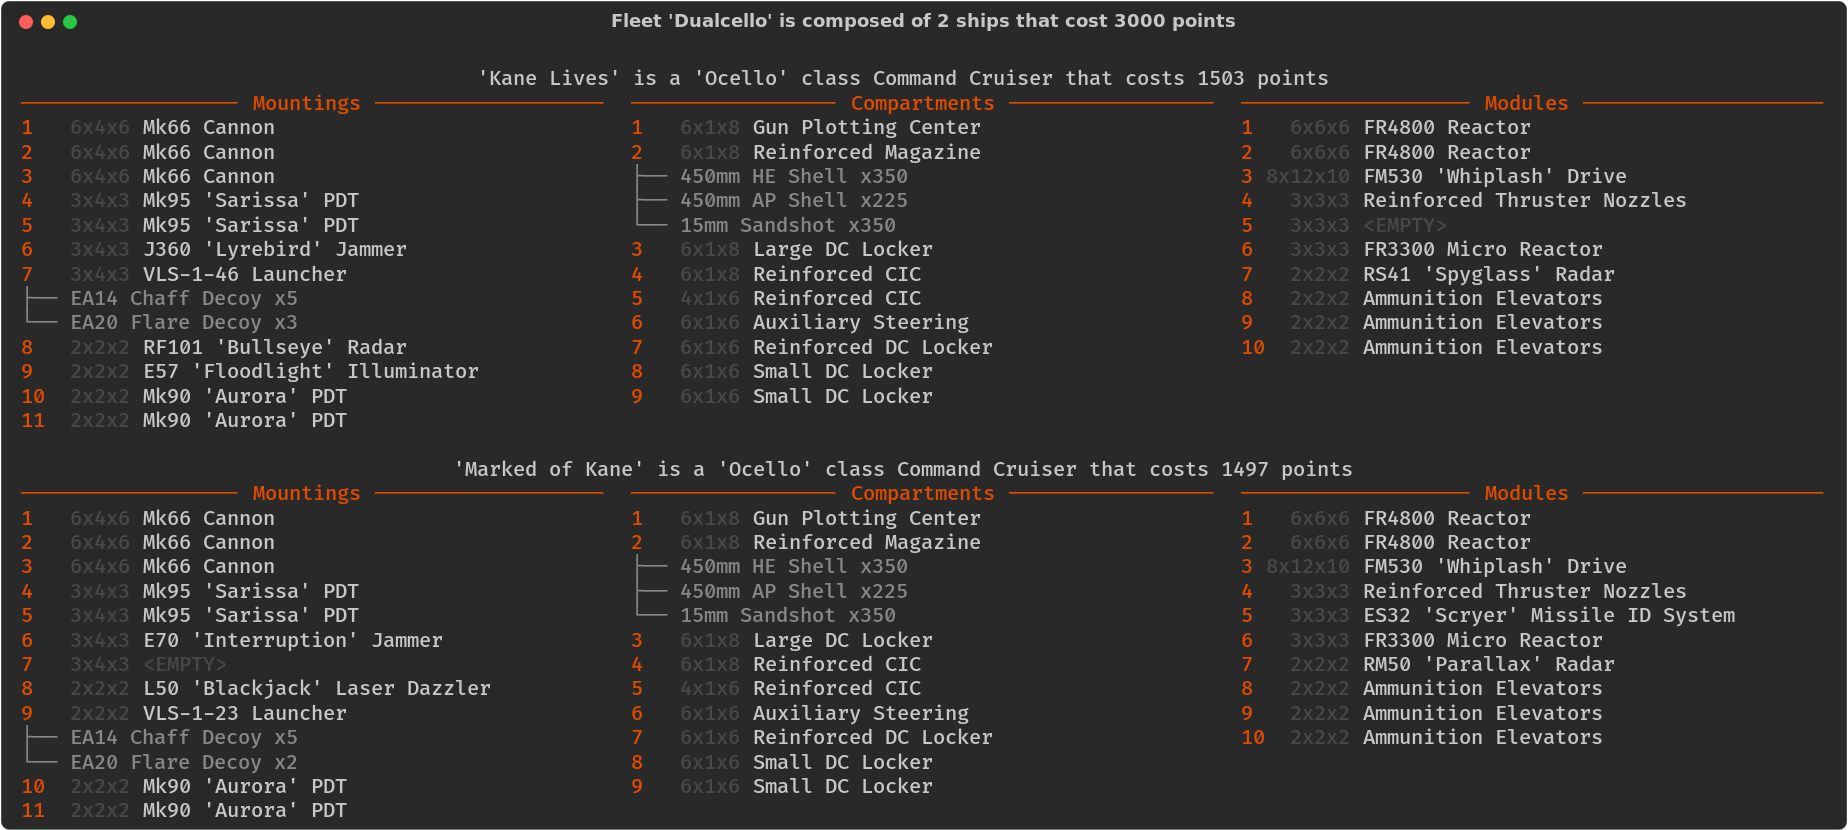 Fleet 'Dualcello' is composed of 2 ships that cost 3000 points
'Kane Lives' is a 'Ocello' class Command Cruiser that costs 1503 points
Mountings
1 6x4x6 Mk66 Cannon
2 6x4x6 Mk66 Cannon
3 6x4x6 Mk66 Cannon
4 3x4x3 Mk95 'Sarissa' PDT
5 3x4x3 Mk95 'Sarissa' PDT
6 3x4x3 J360 'Lyrebird' Jammer
7 3x4x3 VLS-1-46 Launcher
├── EA14 Chaff Decoy x5
└── EA20 Flare Decoy x3
8 2x2x2 RF101 'Bullseye' Radar
9 2x2x2 E57 'Floodlight' Illuminator
10 2x2x2 Mk90 'Aurora' PDT
11 2x2x2 Mk90 'Aurora' PDT
Compartments
1 6x1x8 Gun Plotting Center
2 6x1x8 Reinforced Magazine
├── 450mm HE Shell x350
├── 450mm AP Shell x225
└── 15mm Sandshot x350
3 6x1x8 Large DC Locker
4 6x1x8 Reinforced CIC
5 4x1x6 Reinforced CIC
6 6x1x6 Auxiliary Steering
7 6x1x6 Reinforced DC Locker
8 6x1x6 Small DC Locker
9 6x1x6 Small DC Locker
Modules
1 6x6x6 FR4800 Reactor
2 6x6x6 FR4800 Reactor
3 8x12x10 FM530 'Whiplash' Drive
4 3x3x3 Reinforced Thruster Nozzles
5 3x3x3 <EMPTY>
6 3x3x3 FR3300 Micro Reactor
7 2x2x2 RS41 'Spyglass' Radar
8 2x2x2 Ammunition Elevators
9 2x2x2 Ammunition Elevators
10 2x2x2 Ammunition Elevators
'Marked of Kane' is a 'Ocello' class Command Cruiser that costs 1497 points
Mountings
1 6x4x6 Mk66 Cannon
2 6x4x6 Mk66 Cannon
3 6x4x6 Mk66 Cannon
4 3x4x3 Mk95 'Sarissa' PDT
5 3x4x3 Mk95 'Sarissa' PDT
6 3x4x3 E70 'Interruption' Jammer
7 3x4x3 <EMPTY>
8 2x2x2 L50 'Blackjack' Laser Dazzler
9 2x2x2 VLS-1-23 Launcher
├── EA14 Chaff Decoy x5
└── EA20 Flare Decoy x2
10 2x2x2 Mk90 'Aurora' PDT
11 2x2x2 Mk90 'Aurora' PDT
Compartments
1 6x1x8 Gun Plotting Center
2 6x1x8 Reinforced Magazine
├── 450mm HE Shell x350
├── 450mm AP Shell x225
└── 15mm Sandshot x350
3 6x1x8 Large DC Locker
4 6x1x8 Reinforced CIC
5 4x1x6 Reinforced CIC
6 6x1x6 Auxiliary Steering
7 6x1x6 Reinforced DC Locker
8 6x1x6 Small DC Locker
9 6x1x6 Small DC Locker
Modules
1 6x6x6 FR4800 Reactor
2 6x6x6 FR4800 Reactor
3 8x12x10 FM530 'Whiplash' Drive
4 3x3x3 Reinforced Thruster Nozzles
5 3x3x3 ES32 'Scryer' Missile ID System
6 3x3x3 FR3300 Micro Reactor
7 2x2x2 RM50 'Parallax' Radar
8 2x2x2 Ammunition Elevators
9 2x2x2 Ammunition Elevators
10 2x2x2 Ammunition Elevators